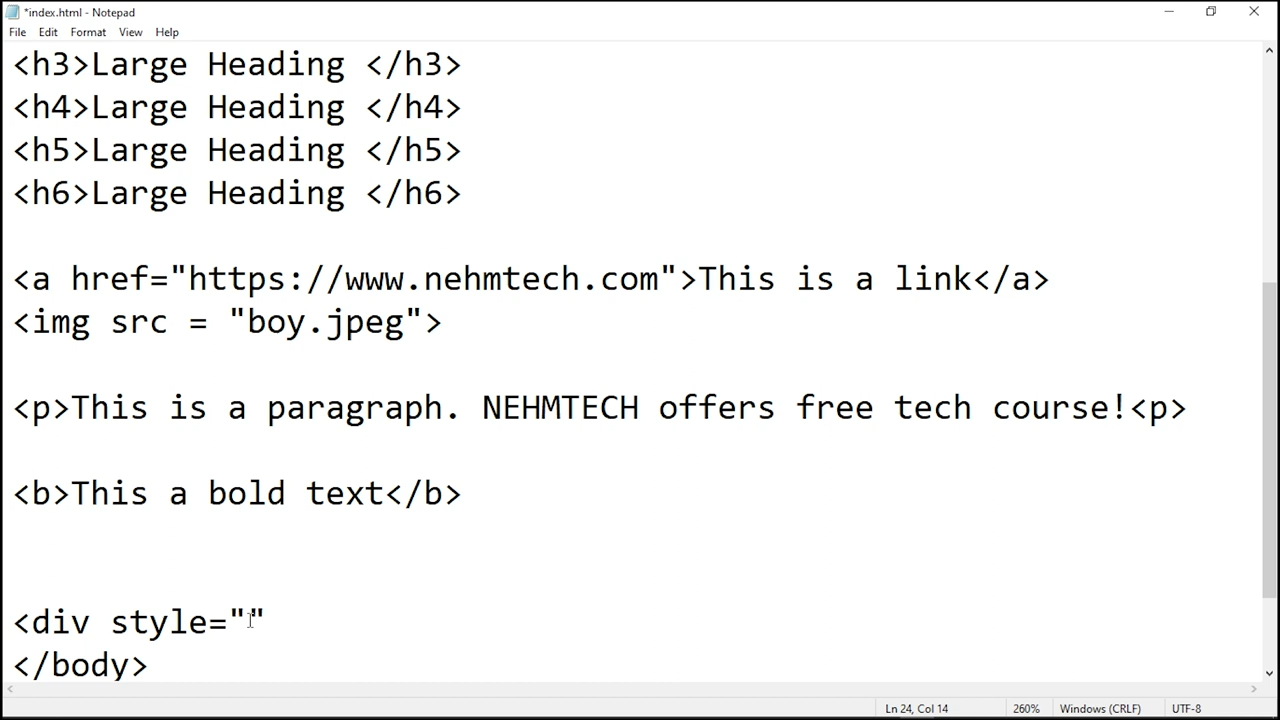 *index.html - Notepad
File Edit Format View Help
<h3>Large Heading </h3>
<h4>Large Heading </h4>
<h5>Large Heading </h5>
<h6>Large Heading </h6>
<a href="https://www.nehmtech.com">This is a link</a>
<img src = "boy.jpeg">
<p>This is a paragraph. NEHMTECH offers free tech course!<p>
<b>This a bold text</b>
<div style=""
</body>
Ln 24, Col 14 260% Windows (CRLF) UTF-8